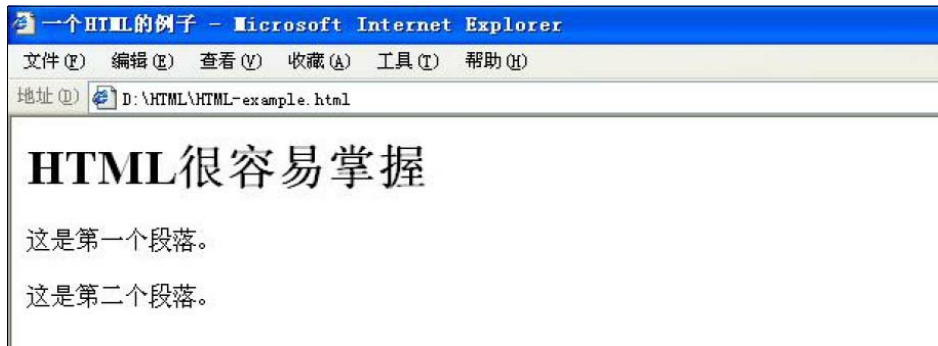 一个HTML的例子 - Microsoft Internet Explorer
文件(F) 编辑(E) 查看(V) 收藏(A) 工具(T) 帮助(H)
地址(D) D:\HTML\HTML-example.html
HTML很容易掌握
这是第一个段落。
这是第二个段落。